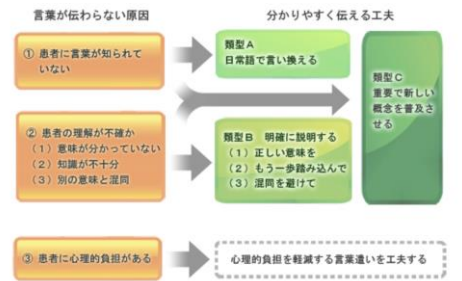 言葉が伝わらない原因
分かりやすく伝える工夫
① 患者に言葉が知られて
いない
類型A
日常語で言い換える
類型C
重要で新しい
概念を普及さ
せる
② 患者の理解が不確か
（1）意味が分かっていない
（2）知識が不十分
（3）別の意味と混同
類型B 明確に説明する
（1）正しい意味を
（2）もう一歩踏み込んで
（3）混同を避けて
③ 患者に心理的負担がある
心理的負担を軽減する言葉遣いを工夫する